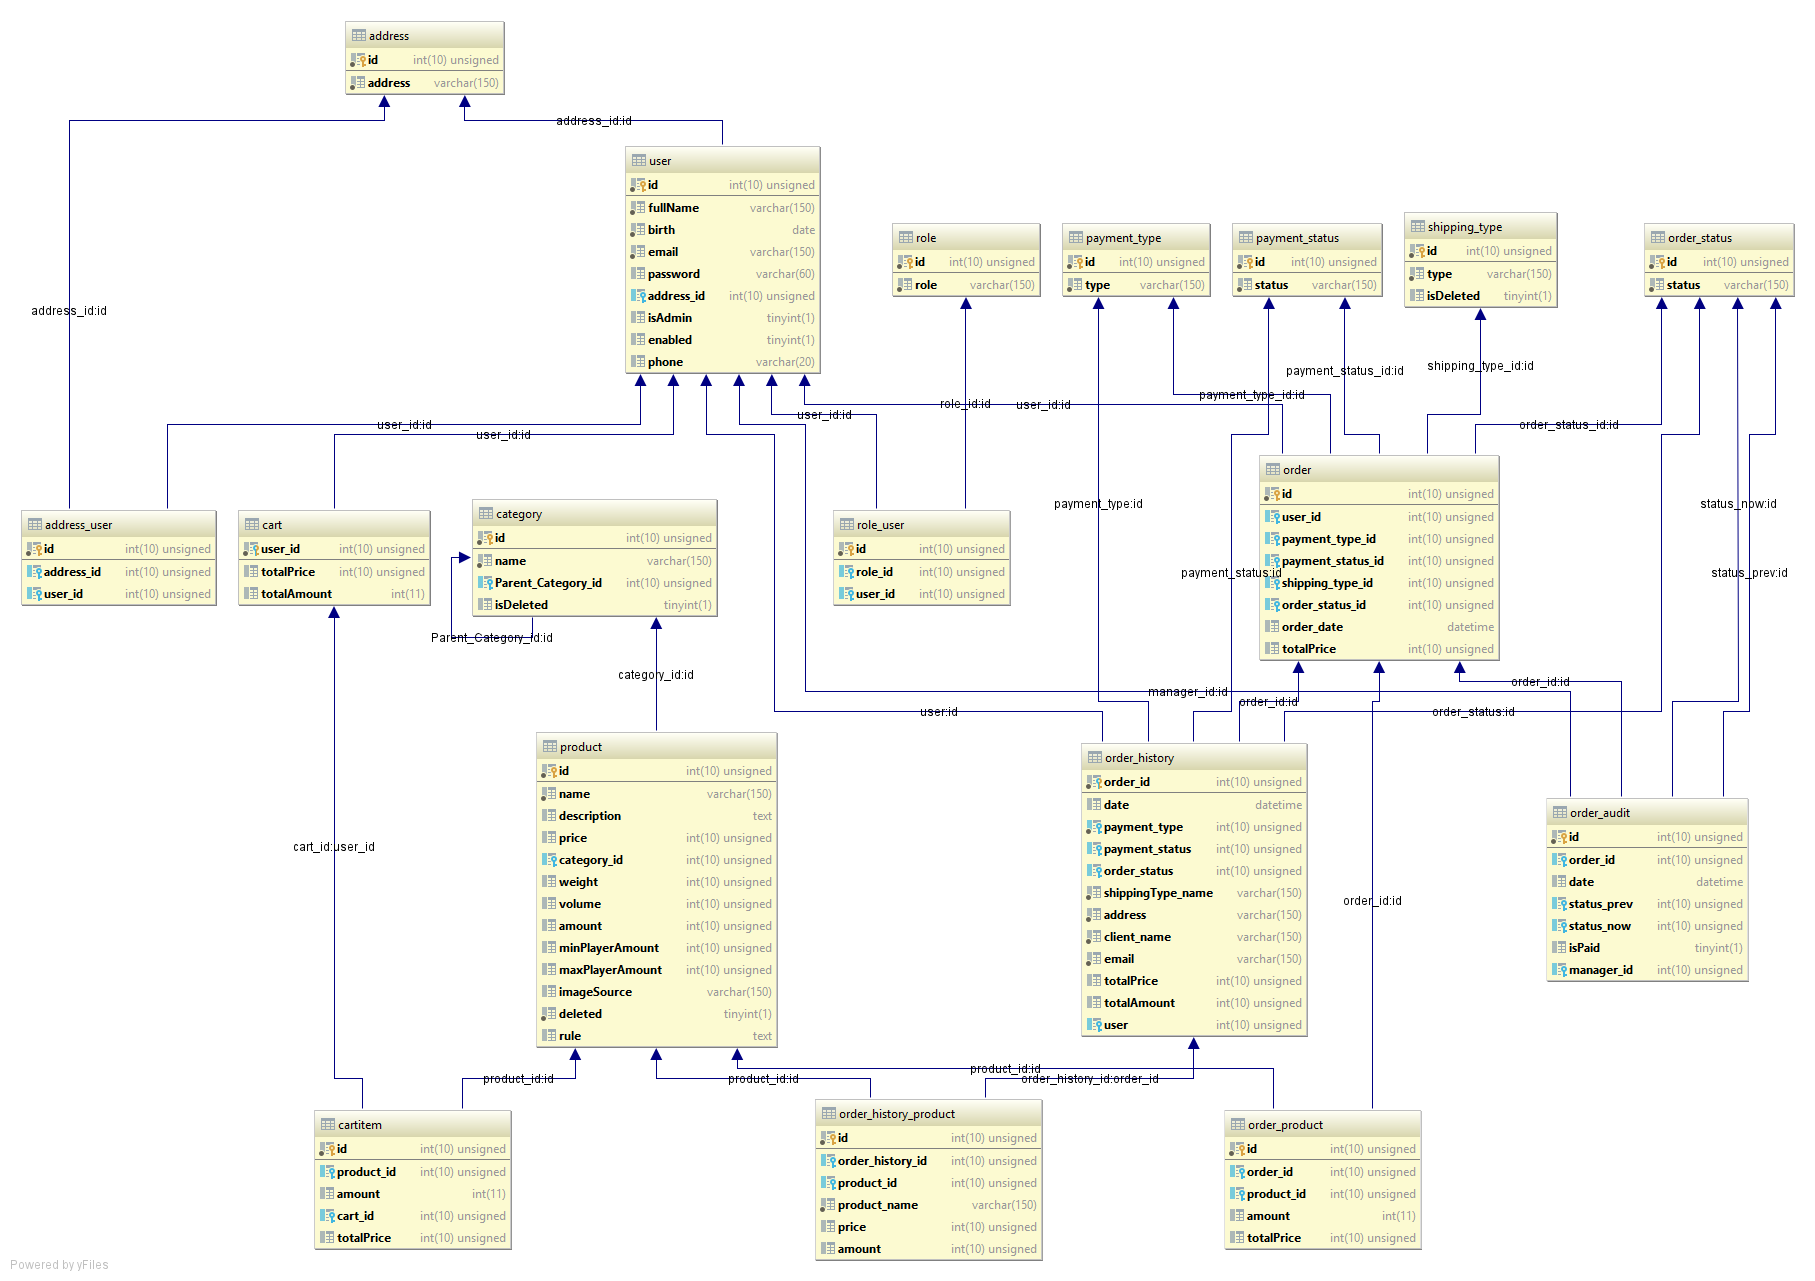 address
id int(10) unsigned
address varchar(150)
address_id:id
user
id int(10) unsigned
fullName varchar(150)
birth date
email varchar(150)
password varchar(60)
address_id int(10) unsigned
isAdmin tinyint(1)
enabled tinyint(1)
phone varchar(20)
role
id int(10) unsigned
role varchar(150)
payment_type
id int(10) unsigned
type varchar(150)
payment_status
id int(10) unsigned
status varchar(150)
shipping_type
id int(10) unsigned
type varchar(150)
isDeleted tinyint(1)
order_status
id int(10) unsigned
status varchar(150)
address_id:id
user_id:id
user_id:id
user_id:id
role_id:id
user_id:id
payment_type_id:id
payment_status_id:id
shipping_type_id:id
order_status_id:id
address_user
id int(10) unsigned
address_id int(10) unsigned
user_id int(10) unsigned
cart
user_id int(10) unsigned
totalPrice int(10) unsigned
totalAmount int(11)
category
id int(10) unsigned
name varchar(150)
Parent_Category_id int(10) unsigned
isDeleted tinyint(1)
Parent_Category_id:id
category_id:id
role_user
id int(10) unsigned
role_id int(10) unsigned
user_id int(10) unsigned
payment_type:id
payment_status:id
order
id int(10) unsigned
user_id int(10) unsigned
payment_type_id int(10) unsigned
payment_status_id int(10) unsigned
shipping_type_id int(10) unsigned
order_status_id int(10) unsigned
order_date datetime
totalPrice int(10) unsigned
status_now:id
status_prev:id
manager_id:id
order_id:id
order_id:id
user:id
order_status:id
product
id int(10) unsigned
name varchar(150)
description text
price int(10) unsigned
category_id int(10) unsigned
weight int(10) unsigned
volume int(10) unsigned
amount int(10) unsigned
minPlayerAmount int(10) unsigned
maxPlayerAmount int(10) unsigned
imageSource varchar(150)
deleted tinyint(1)
rule text
order_history
order_id int(10) unsigned
date datetime
payment_type int(10) unsigned
payment_status int(10) unsigned
order_status int(10) unsigned
shippingType_name varchar(150)
address varchar(150)
client_name varchar(150)
email varchar(150)
totalPrice int(10) unsigned
totalAmount int(10) unsigned
user int(10) unsigned
order_audit
id int(10) unsigned
order_id int(10) unsigned
date datetime
status_prev int(10) unsigned
status_now int(10) unsigned
isPaid tinyint(1)
manager_id int(10) unsigned
cart_id:user_id
order_id:id
product_id:id
product_id:id
product_id:id
order_history_id:order_id
cartitem
id int(10) unsigned
product_id int(10) unsigned
amount int(11)
cart_id int(10) unsigned
totalPrice int(10) unsigned
order_history_product
id int(10) unsigned
order_history_id int(10) unsigned
product_id int(10) unsigned
product_name varchar(150)
price int(10) unsigned
amount int(10) unsigned
order_product
id int(10) unsigned
order_id int(10) unsigned
product_id int(10) unsigned
amount int(11)
totalPrice int(10) unsigned
Powered by yFiles